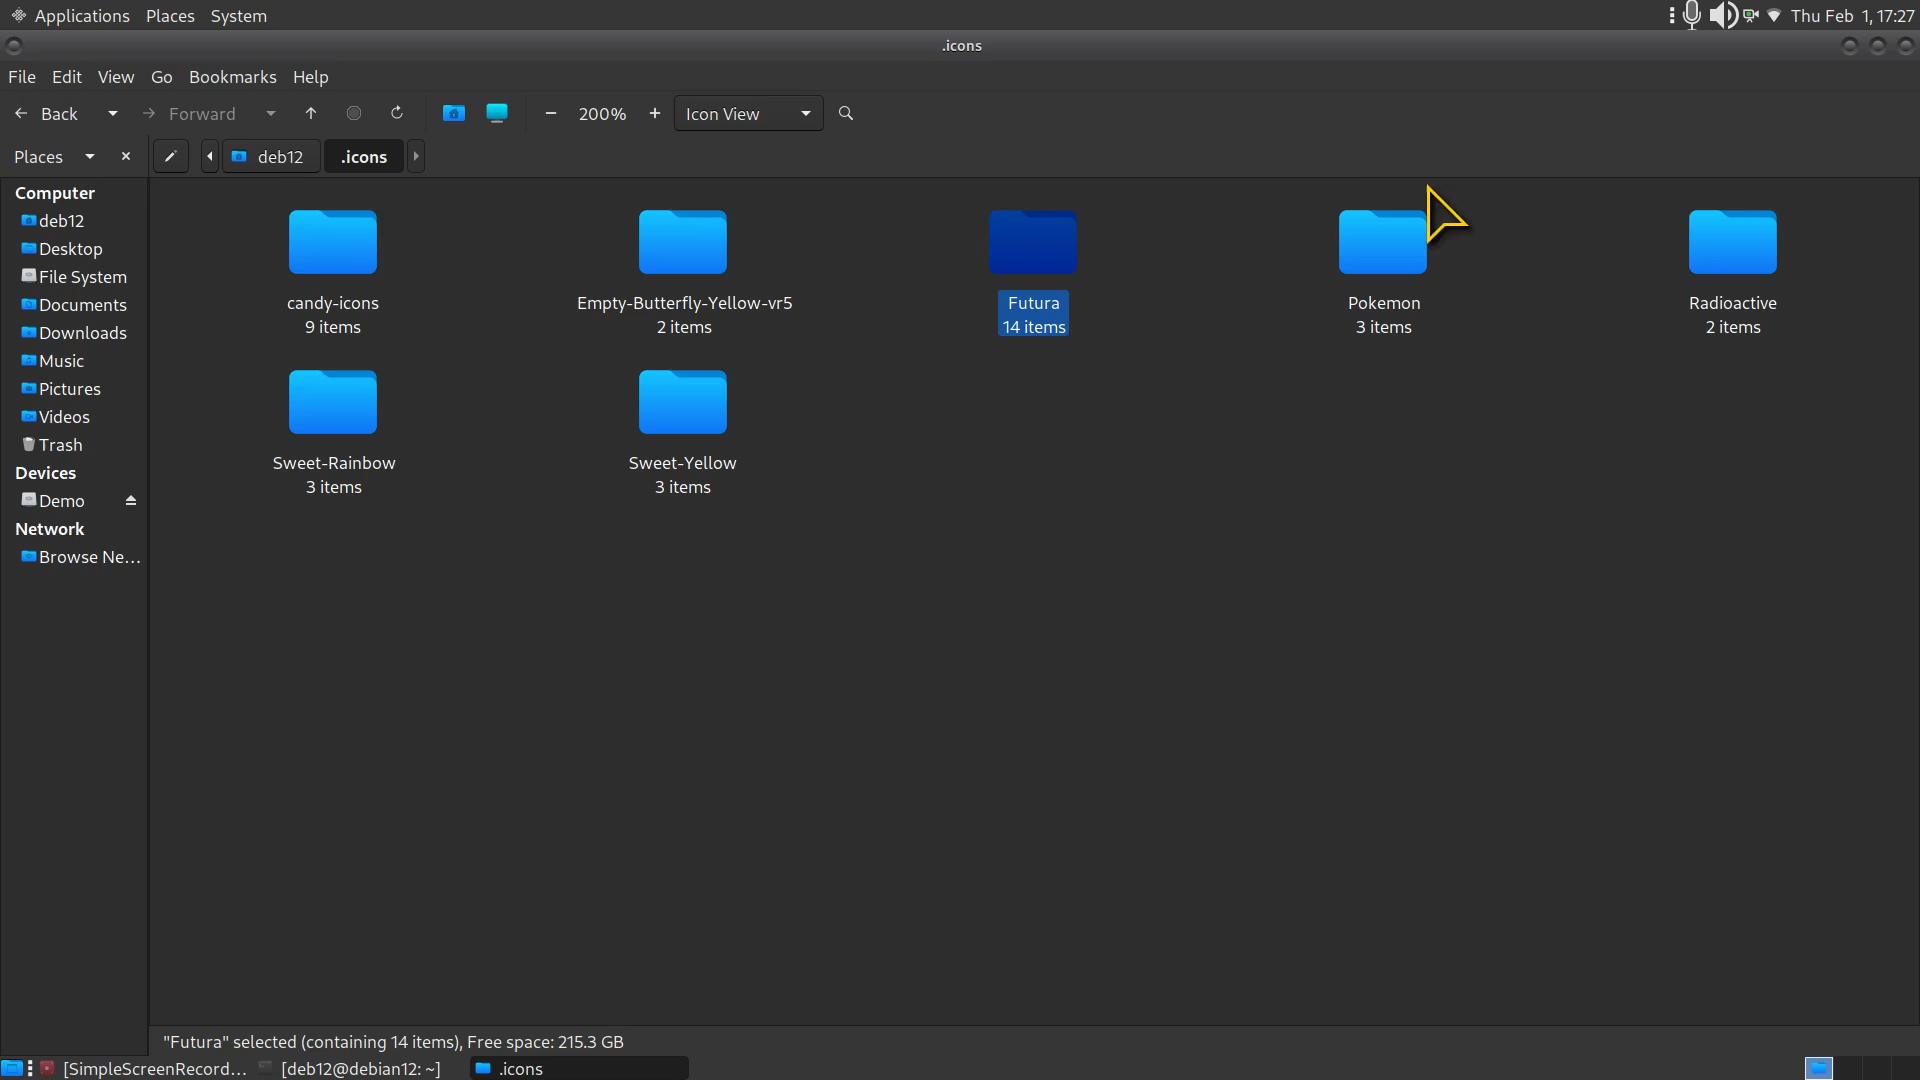 Applications Places System
Thu Feb 1, 17:27
.icons
File Edit View Go Bookmarks Help
Back Forward 200% Icon View
Places deb12 .icons
Computer
deb12
Desktop
File System
Documents
Downloads
Music
Pictures
Videos
Trash
Devices
Demo
Network
Browse Ne...
candy-icons
9 items
Empty-Butterfly-Yellow-vr5
2 items
Futura
14 items
Pokemon
3 items
Radioactive
2 items
Sweet-Rainbow
3 items
Sweet-Yellow
3 items
"Futura" selected (containing 14 items), Free space: 215.3 GB
[SimpleScreenRecord... [deb12@debian12: ~] .icons